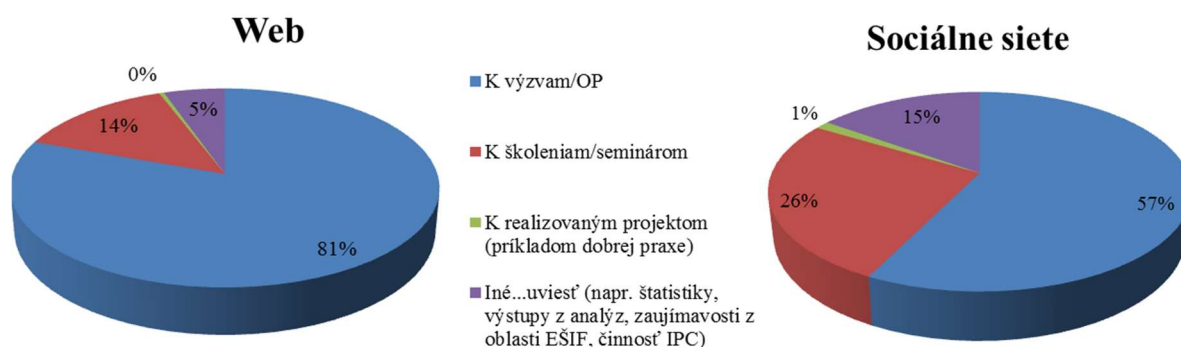 Web
0%
5%
14%
81%
K výzvam/OP
K školeniam/seminárom
K realizovaným projektom
(príkladom dobrej praxe)
Iné...uviesť (napr. štatistiky,
výstupy z analýz, zaujímavosti z
oblasti EŠIF, činnosť IPC)
Sociálne siete
1%
15%
26%
57%